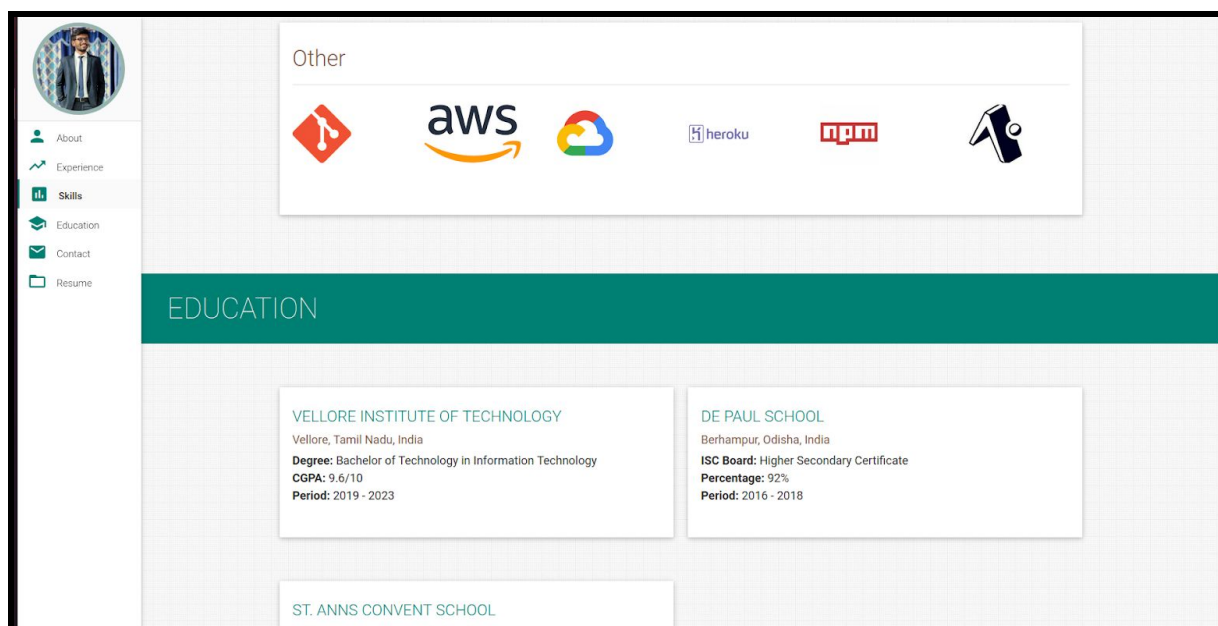 About
Experience
Skills
Education
Contact
Resume
Other
aws
heroku
npm
EDUCATION
VELLORE INSTITUTE OF TECHNOLOGY
Vellore, Tamil Nadu, India
Degree: Bachelor of Technology in Information Technology
CGPA: 9.6/10
Period: 2019 - 2023
DE PAUL SCHOOL
Berhampur, Odisha, India
ISC Board: Higher Secondary Certificate
Percentage: 92%
Period: 2016 - 2018
ST. ANNS CONVENT SCHOOL